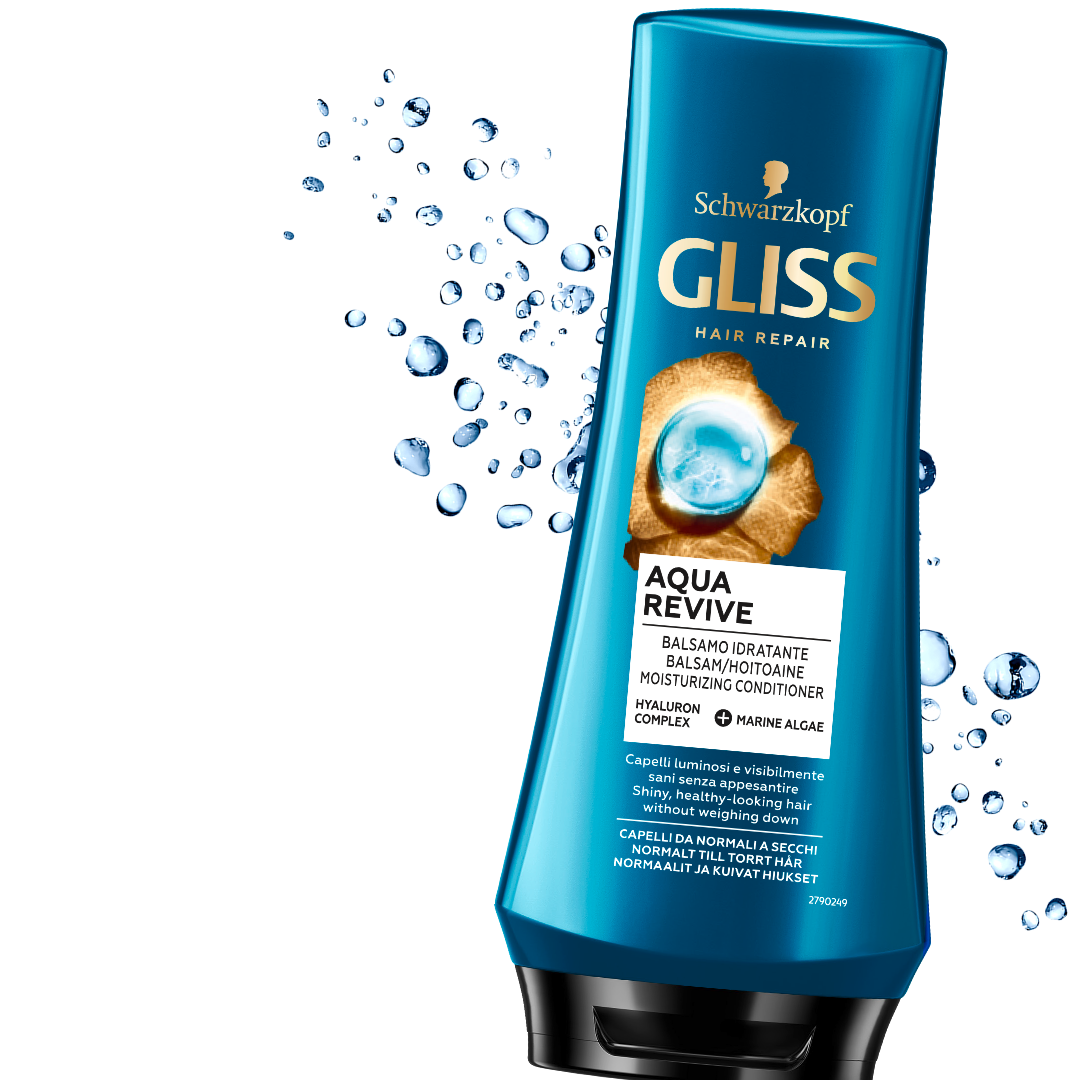 Schwarzkopf
GLISS
HAIR REPAIR
AQUA
REVIVE
BALSAMO IDRATANTE
BALSAM/HOITOAINE
MOISTURIZING CONDITIONER
HYALURON
COMPLEX
+ MARINE ALGAE
Capelli luminosi e visibilmente
sani senza appesantire
Shiny, healthy-looking hair
without weighing down
CAPELLI DA NORMALI A SECCHI
NORMALT TILL TORRT HÅR
NORMAALIT JA KUIVAT HIUKSET
2790249